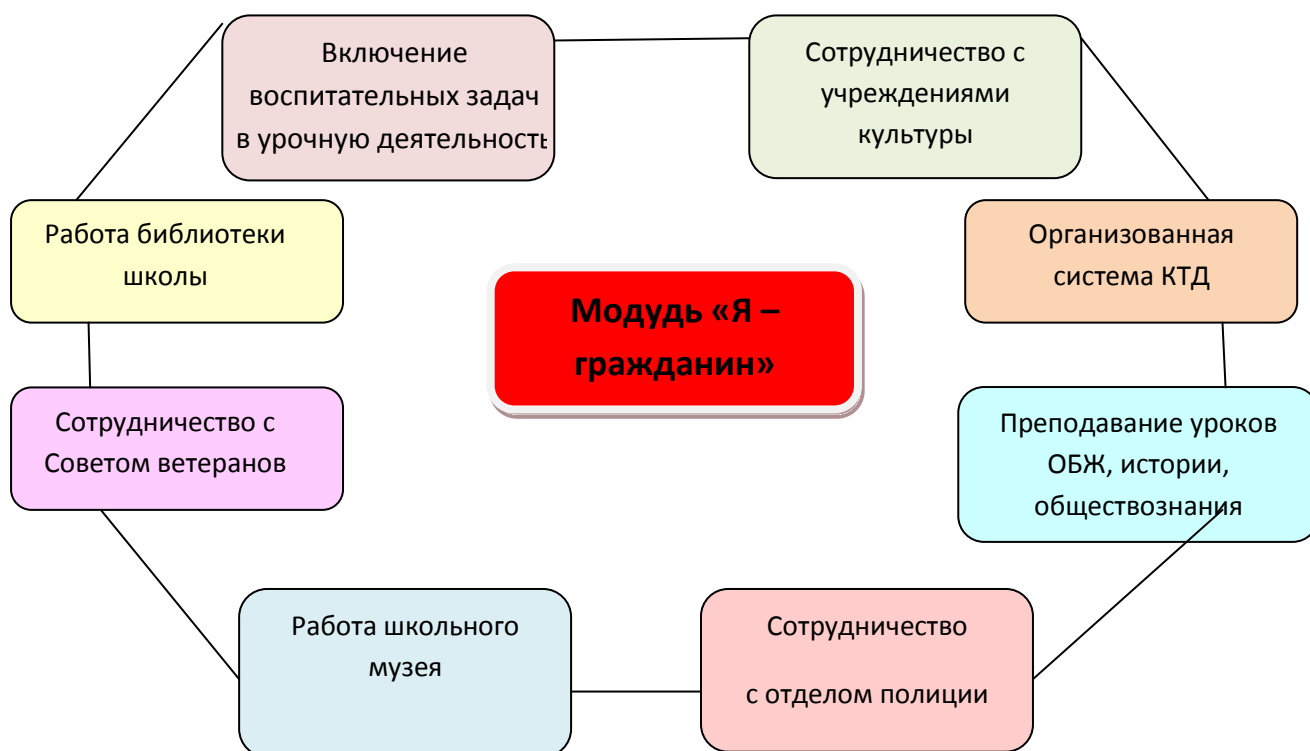 Включение
воспитательных задач
в урочную деятельность
Сотрудничество с
учреждениями
культуры
Работа библиотеки
школы
Организованная
система КТД
Модудь «Я –
гражданин»
Сотрудничество с
Советом ветеранов
Преподавание уроков
ОБЖ, истории,
обществознания
Работа школьного
музея
Сотрудничество
с отделом полиции